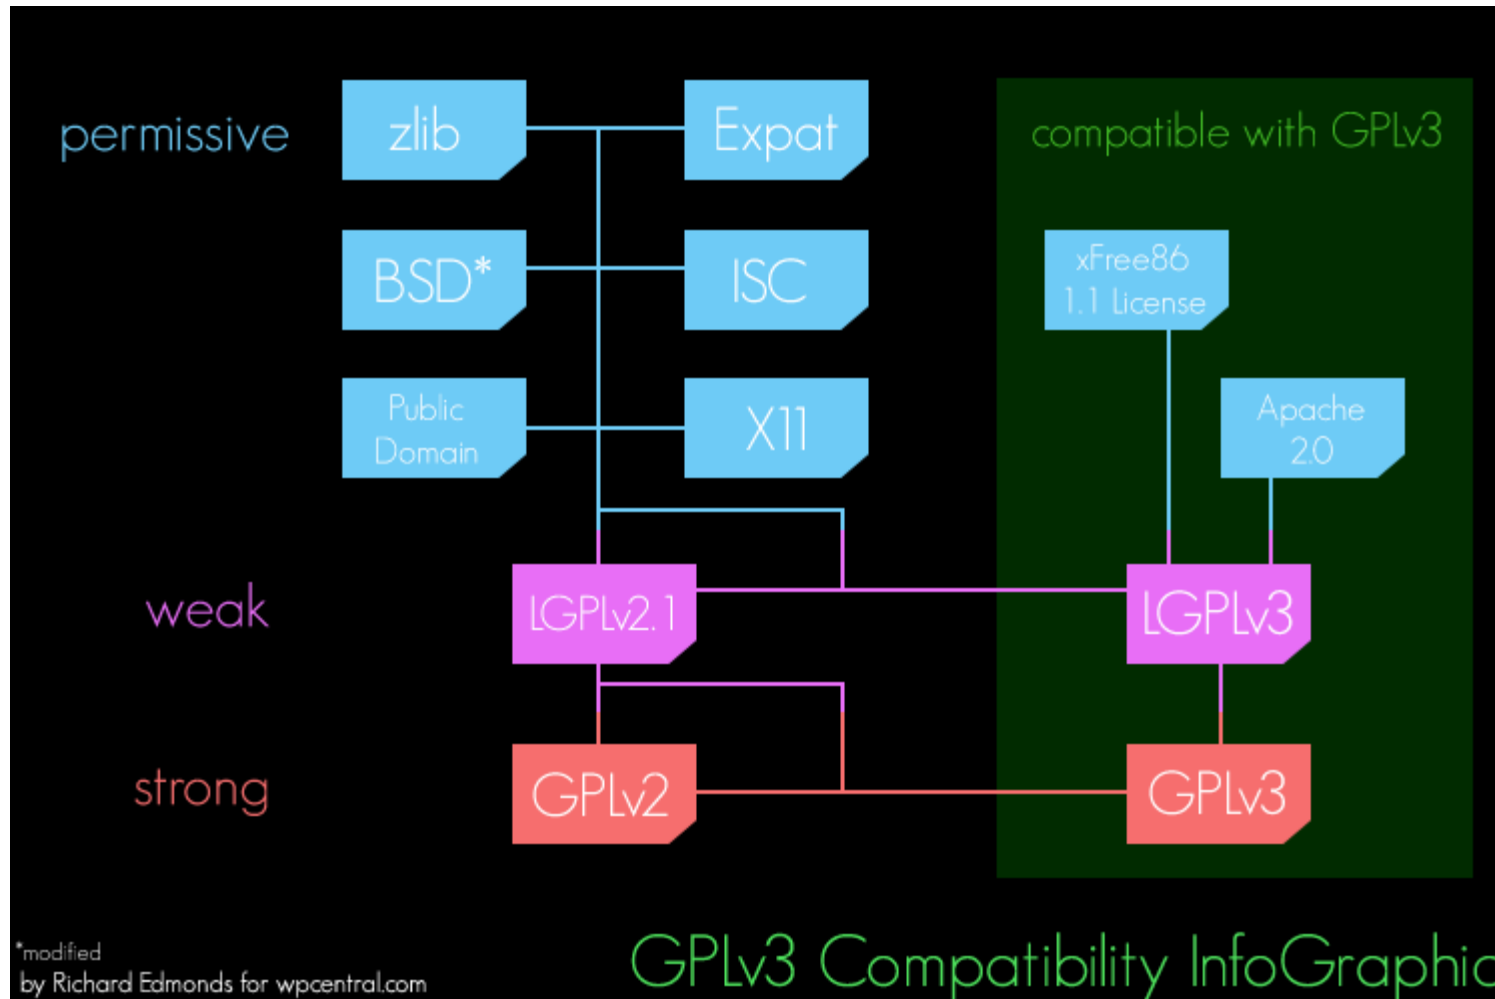 permissive
zlib
Expat
compatible with GPLv3
BSD*
ISC
xFree86
1.1 License
Public
Domain
X11
Apache
2.0
weak
LGPLv2.1
LGPLv3
strong
GPLv2
GPLv3
*modified
by Richard Edmonds for wpcentral.com
GPLv3 Compatibility InfoGraphic